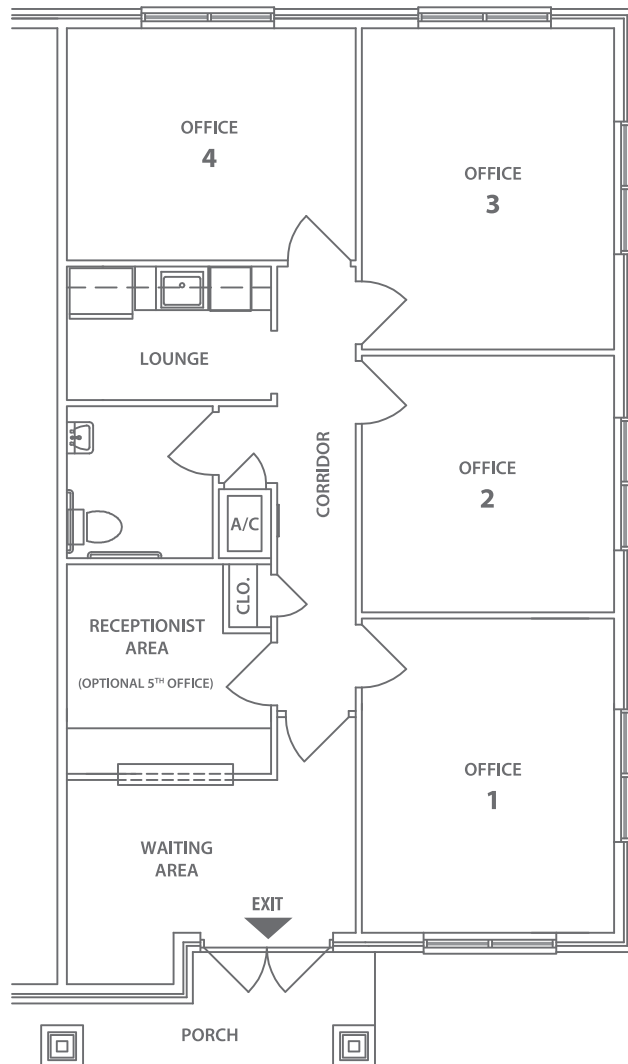 OFFICE
4
OFFICE
3
LOUNGE
CORRIDOR
OFFICE
2
A/C
CLO.
RECEPTIONIST
AREA
(OPTIONAL 5TH OFFICE)
OFFICE
1
WAITING
AREA
EXIT
PORCH